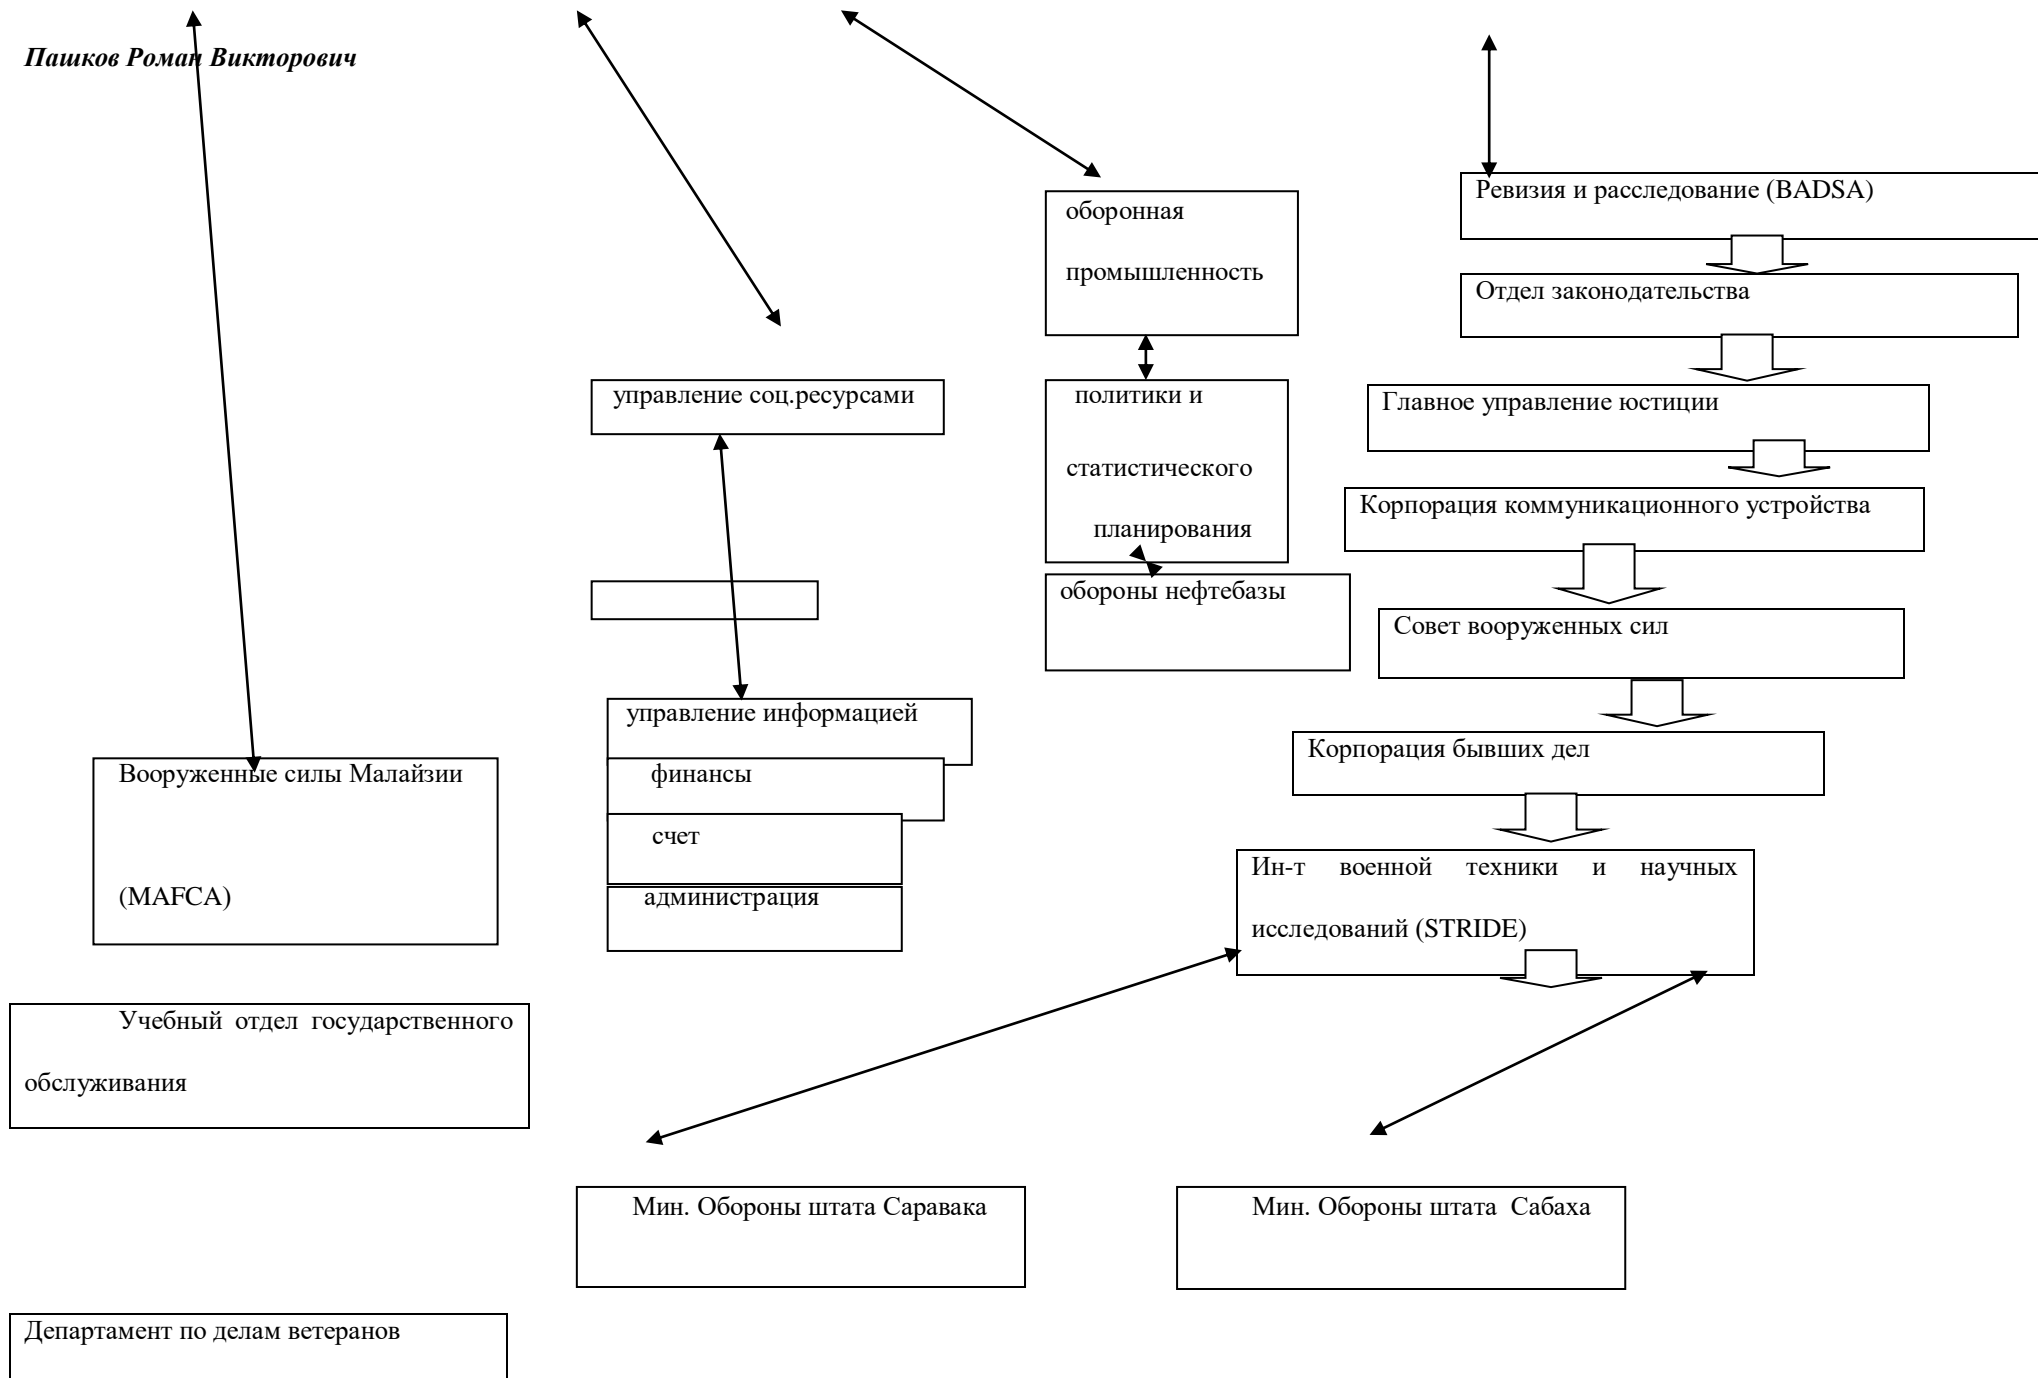 Пашков Роман Викторович
Ревизия и расследование (BADSA)
оборонная
промышленность
Отдел законодательства
управление соц.ресурсами
политики и
статистического
планирования
Главное управление юстиции
Корпорация коммуникационного устройства
обороны нефтебазы
Совет вооруженных сил
управление информацией
Корпорация бывших дел
Вооруженные силы Малайзии
(MAFCA)
финансы
счет
администрация
Ин-т военной техники и научных
исследований (STRIDE)
Учебный отдел государственного
обслуживания
Мин. Обороны штата Саравака
Мин. Обороны штата Сабаха
Департамент по делам ветеранов